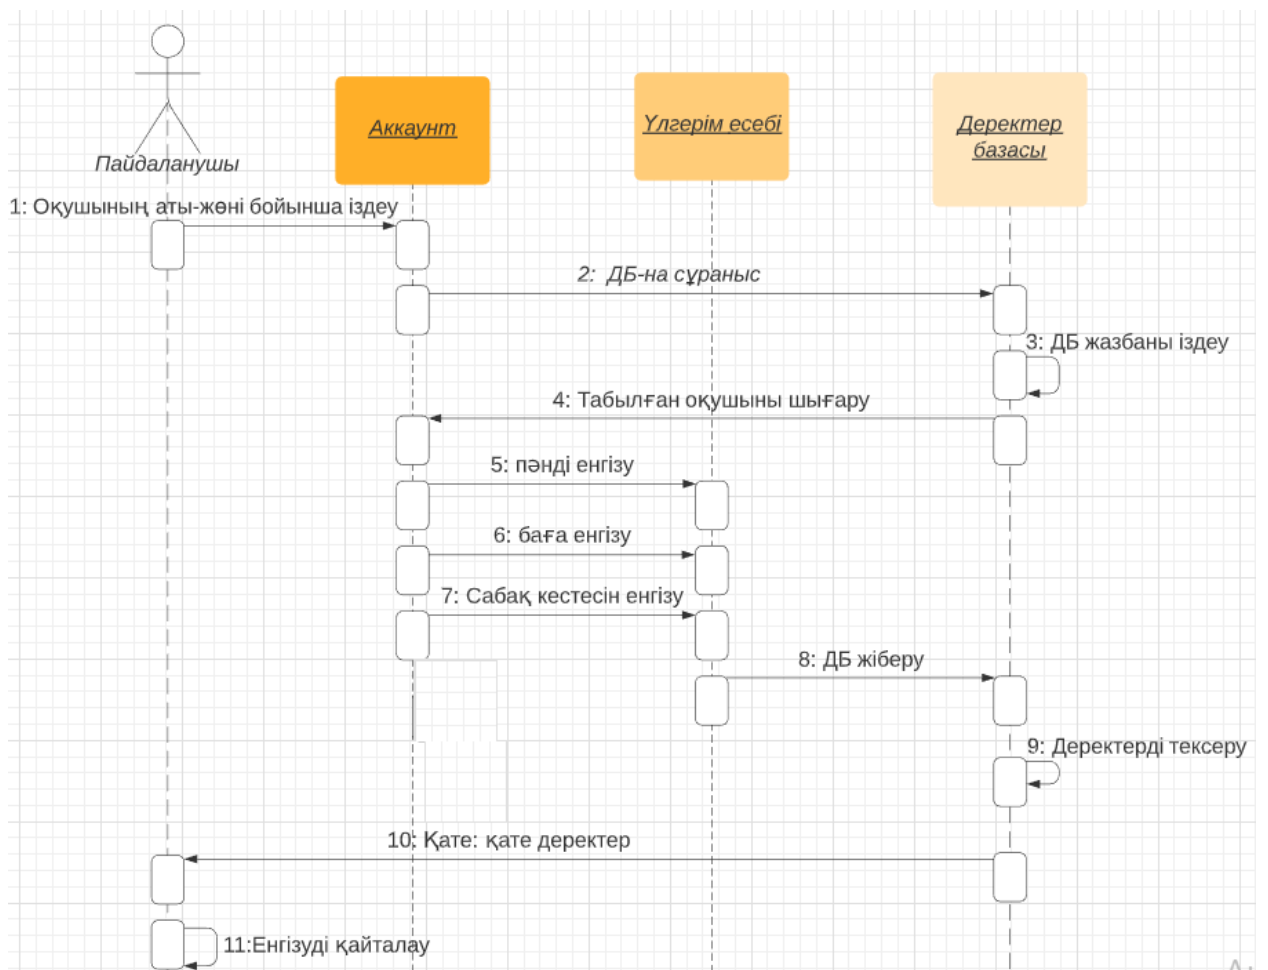 Аккаунт
Үлгерім есебі
Деректер
базасы
Пайдаланушы
1: Оқушының аты-жөні бойынша іздеу
2: ДБ-на сұраныс
3: ДБ жазбаны іздеу
4: Табылған оқушыны шығару
5: пәнді енгізу
6: баға енгізу
7: Сабақ кестесін енгізу
8: ДБ жіберу
9: Деректерді тексеру
10: Қате: қате деректер
11:Енгізуді қайталау